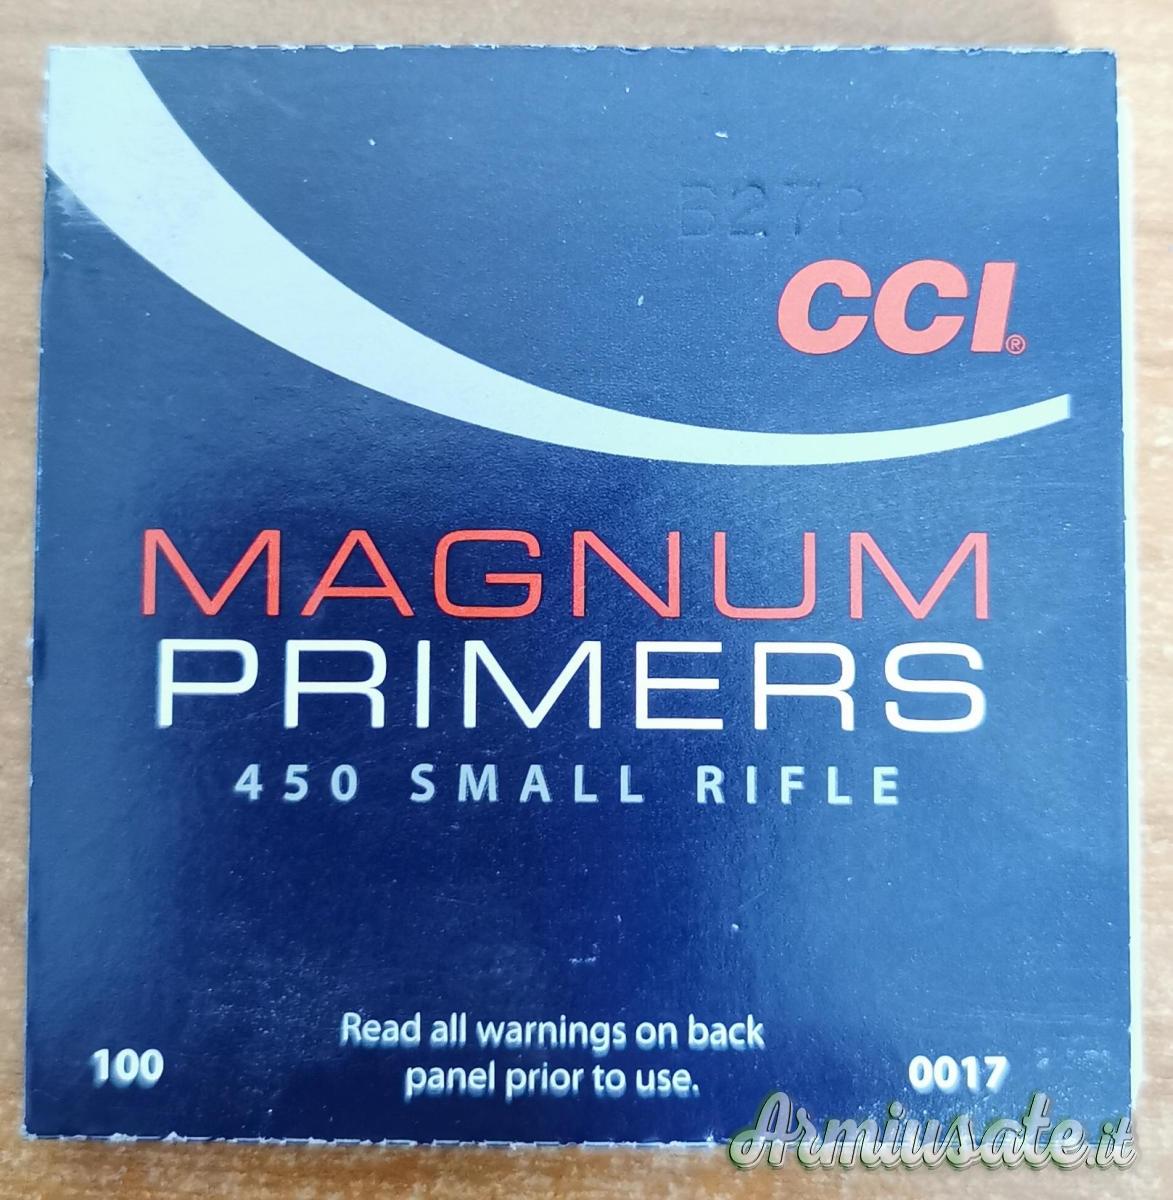 B27P
CCI®
MAGNUM
PRIMERS
450 SMALL RIFLE
Read all warnings on back
panel prior to use.
100
0017
Armiusate.it